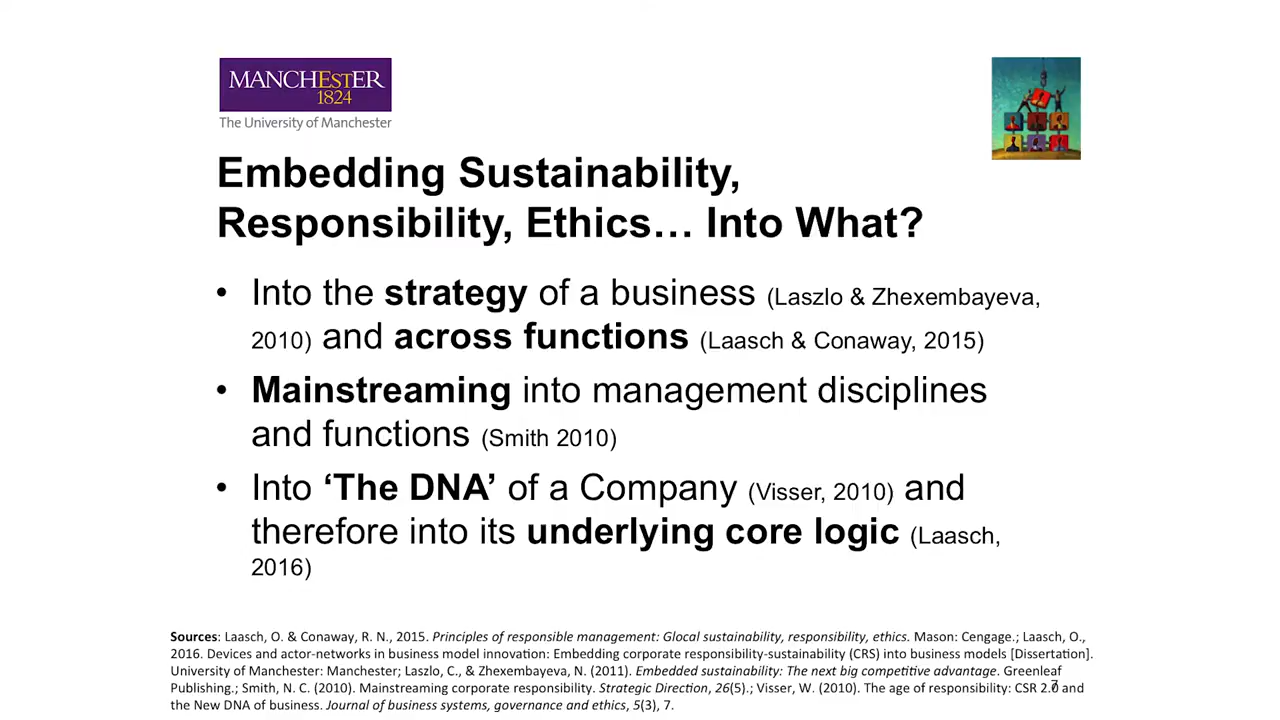 MANCHEsTER
1824
The University of Manchester
Embedding Sustainability,
Responsibility, Ethics… Into What?
• Into the strategy of a business (Laszlo & Zhexembayeva,
2010) and across functions (Laasch & Conaway, 2015)
• Mainstreaming into management disciplines
and functions (Smith 2010)
• Into ‘The DNA’ of a Company (Visser, 2010) and
therefore into its underlying core logic (Laasch,
2016)
Sources: Laasch, O. & Conaway, R. N., 2015. Principles of responsible management: Glocal sustainability, responsibility, ethics. Mason: Cengage.; Laasch, O.,
2016. Devices and actor-networks in business model innovation: Embedding corporate responsibility-sustainability (CRS) into business models [Dissertation].
University of Manchester: Manchester; Laszlo, C., & Zhexembayeva, N. (2011). Embedded sustainability: The next big competitive advantage. Greenleaf
Publishing.; Smith, N. C. (2010). Mainstreaming corporate responsibility. Strategic Direction, 26(5).; Visser, W. (2010). The age of responsibility: CSR 2.0 and
the New DNA of business. Journal of business systems, governance and ethics, 5(3), 7.
7